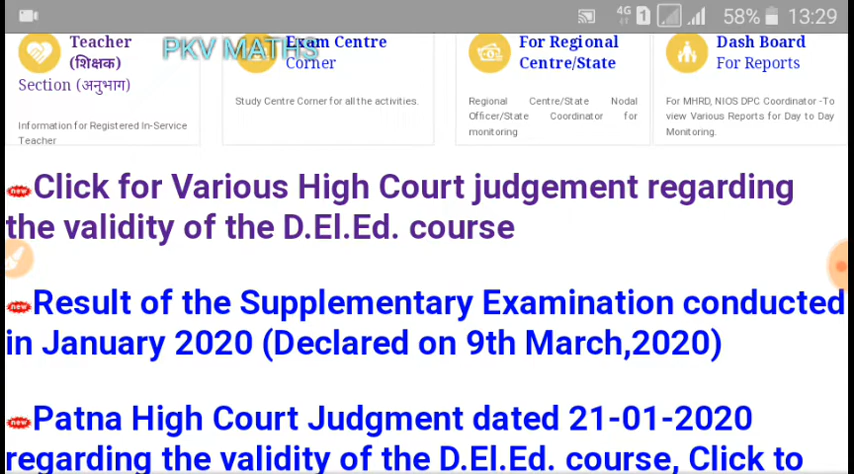 4G 1 58% 13:29
PKV MATHS
Teacher
(शिक्षक)
Section (अनुभाग)
Information for Registered In-Service
Teacher
Exam Centre
Corner
Study Centre Corner for all the activities.
For Regional
Centre/State
Regional Centre/State Nodal
Officer/State Coordinator for
monitoring
Dash Board
For Reports
For MHRD, NIOS DPC Coordinator -To
view Various Reports for Day to Day
Monitoring.
new Click for Various High Court judgement regarding
the validity of the D.El.Ed. course
new Result of the Supplementary Examination conducted
in January 2020 (Declared on 9th March,2020)
new Patna High Court Judgment dated 21-01-2020
regarding the validity of the D.El.Ed. course, Click to